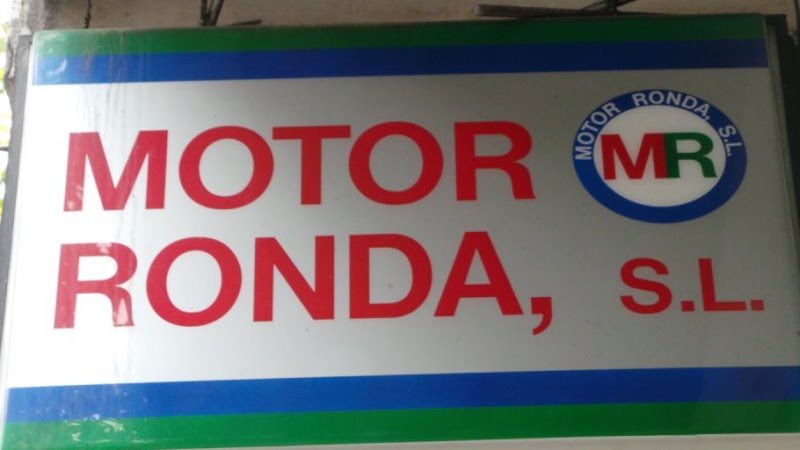 MOTOR
RONDA, S.L.
MOTOR RONDA, S.L.
MR